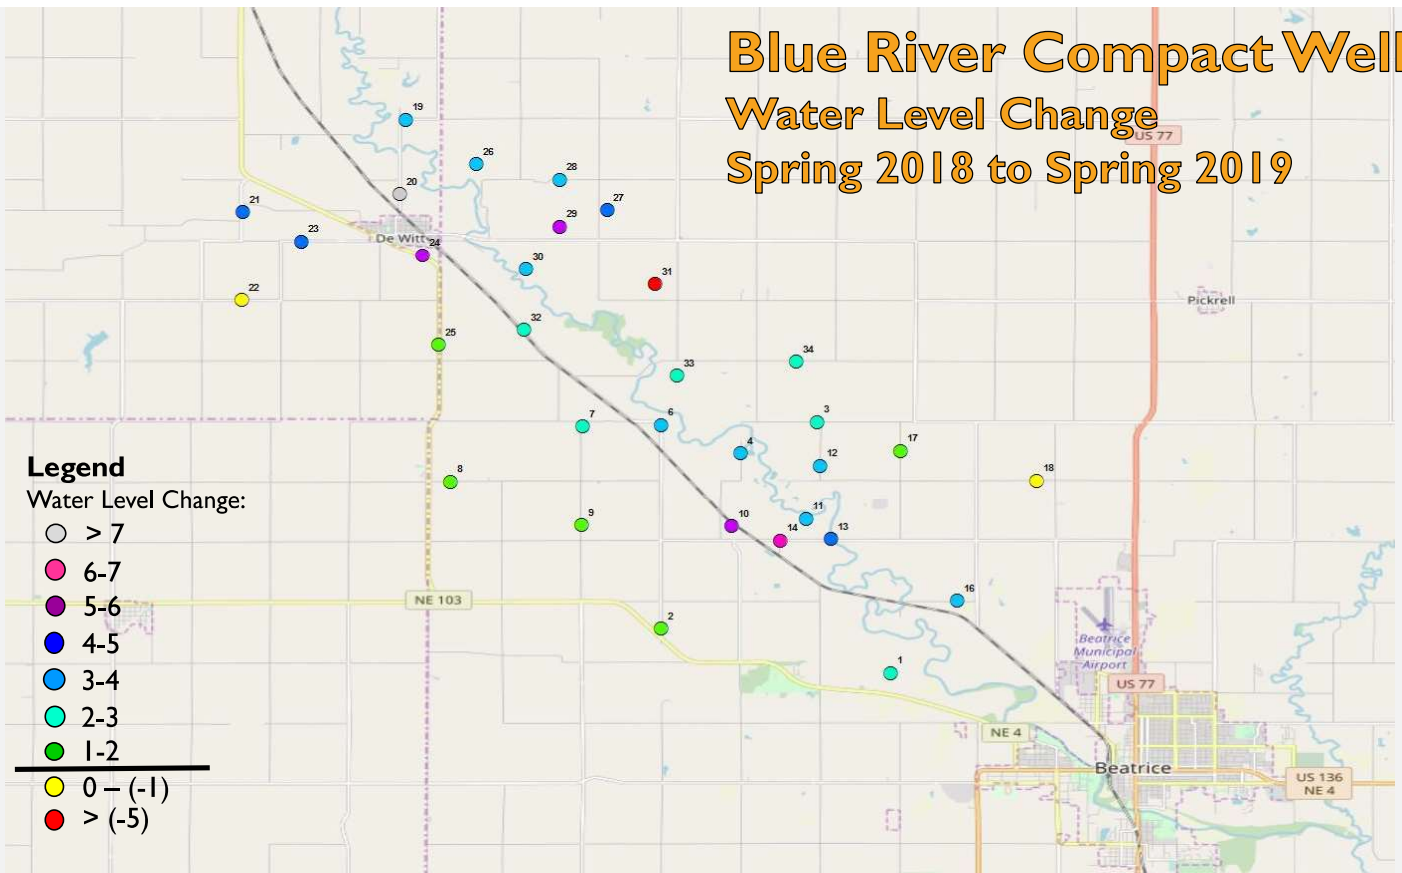 Blue River Compact Well
Water Level Change
Spring 2018 to Spring 2019
US 77
19
26
28
20
27
21
29
23
De Witt
24
30
31
22
Pickrell
32
25
34
33
3
7
6
17
4
12
8
18
11
9
10
13
14
Legend
Water Level Change:
> 7
6-7
5-6
4-5
3-4
2-3
1-2
0 – (-1)
> (-5)
NE 103
16
2
Beatrice
Municipal
Airport
1
US 77
NE 4
Beatrice
US 136
NE 4